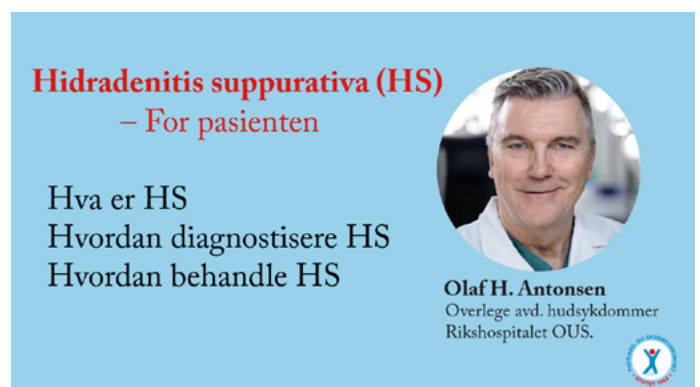 Hidradenitis suppurativa (HS)
– For pasienten
Hva er HS
Hvordan diagnostisere HS
Hvordan behandle HS
Olaf H. Antonsen
Overlege avd. hudsykdommer
Rikshospitalet OUS.